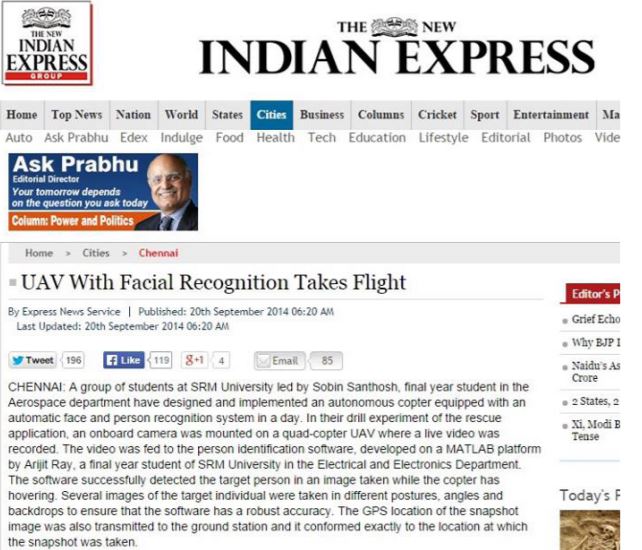 THE NEW
INDIAN
EXPRESS
GROUP
THE NEW
INDIAN EXPRESS
Home Top News Nation World States Cities Business Columns Cricket Sport Entertainment Ma
Auto Ask Prabhu Edex Indulge Food Health Tech Education Lifestyle Editorial Photos Vide
Ask Prabhu
Editorial Director
Your tomorrow depends
on the question you ask today
Column: Power and Politics
Home > Cities > Chennai
UAV With Facial Recognition Takes Flight
By Express News Service | Published: 20th September 2014 06:20 AM
Last Updated: 20th September 2014 06:20 AM
Tweet 196 Like 119 g+1 4 Email 85
CHENNAI: A group of students at SRM University led by Sobin Santhosh, final year student in the
Aerospace department have designed and implemented an autonomous copter equipped with an
automatic face and person recognition system in a day. In their drill experiment of the rescue
application, an onboard camera was mounted on a quad-copter UAV where a live video was
recorded. The video was fed to the person identification software, developed on a MATLAB platform
by Arijit Ray, a final year student of SRM University in the Electrical and Electronics Department.
The software successfully detected the target person in an image taken while the copter has
hovering. Several images of the target individual were taken in different postures, angles and
backdrops to ensure that the software has a robust accuracy. The GPS location of the snapshot
image was also transmitted to the ground station and it conformed exactly to the location at which
the snapshot was taken.
Editor's P
Grief Echo
Why BJP I
Naidu's As
Crore
2 States, 2
Xi, Modi B
Tense
Today's P